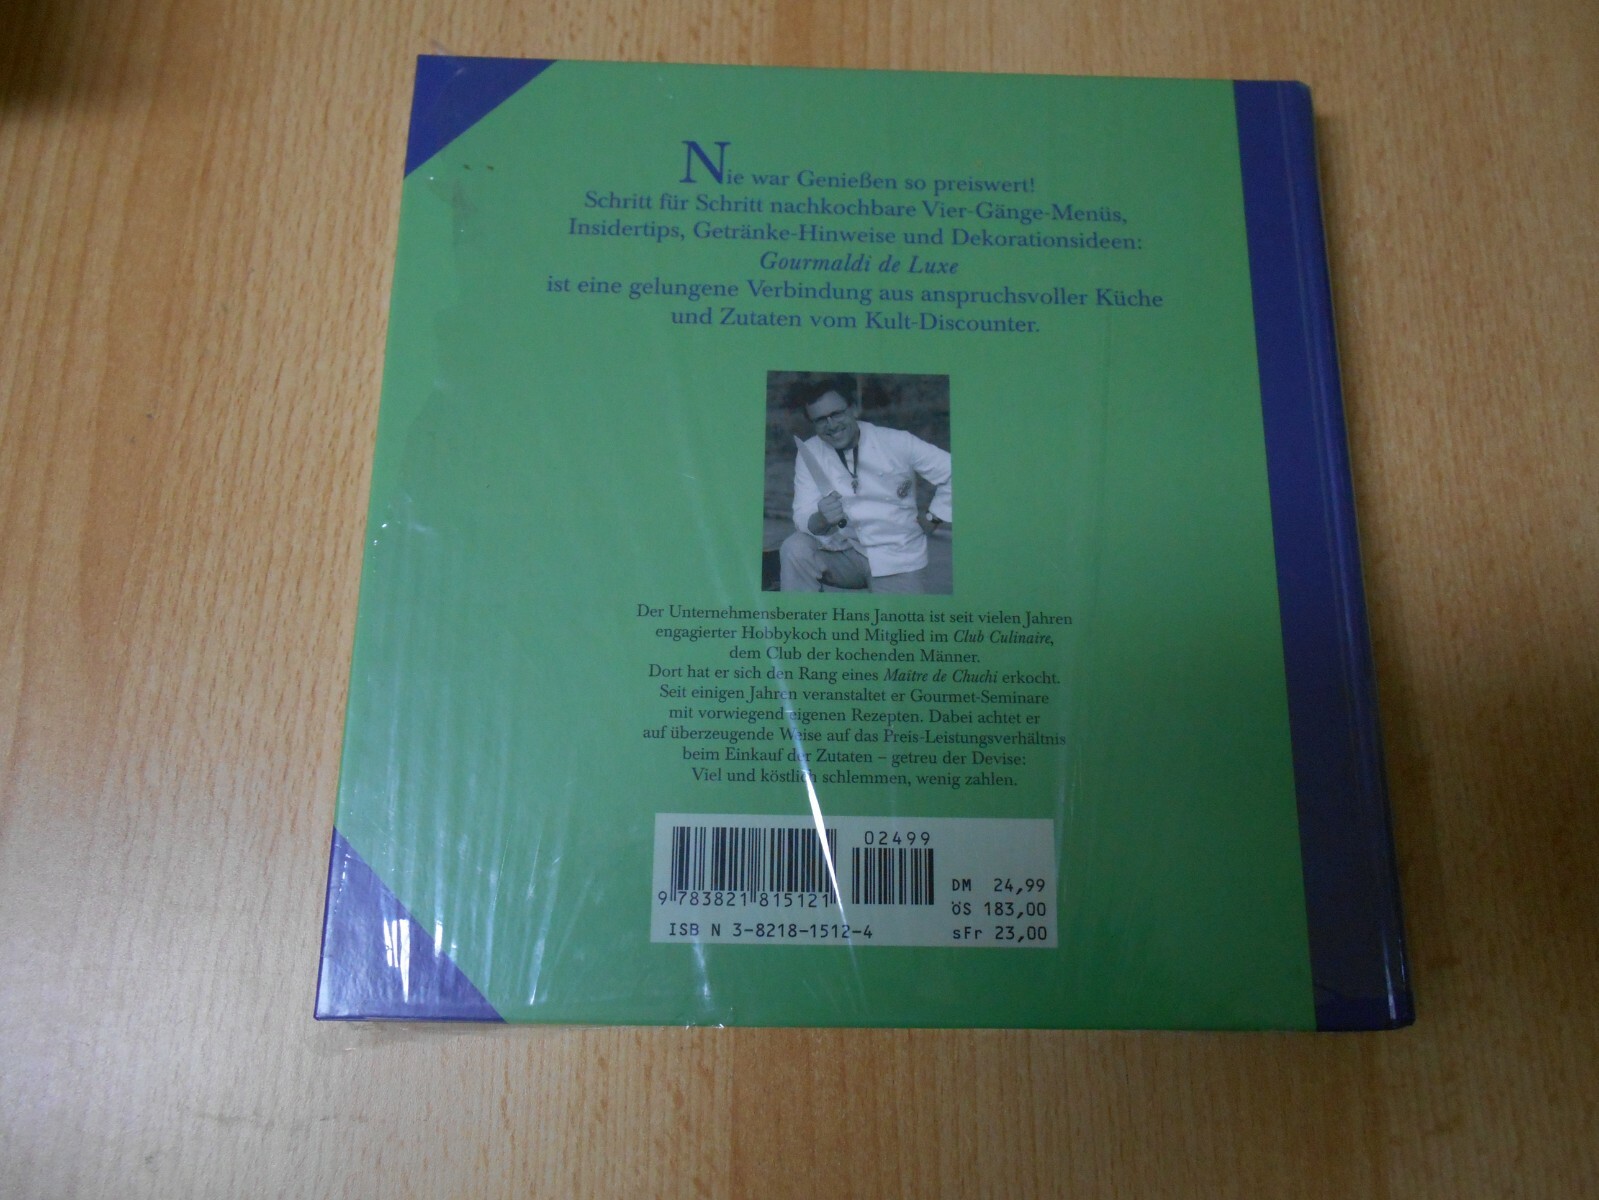 Nie war Genießen so preiswert!
Schritt für Schritt nachkochbare Vier-Gänge-Menüs,
Insidertips, Getränke-Hinweise und Dekorationsideen:
Gourmaldi de Luxe
ist eine gelungene Verbindung aus anspruchsvoller Küche
und Zutaten vom Kult-Discounter.
Der Unternehmensberater Hans Janotta ist seit vielen Jahren
engagierter Hobbykoch und Mitglied im Club Culinaire,
dem Club der kochenden Männer.
Dort hat er sich den Rang eines Maître de Chuchi erkocht.
Seit einigen Jahren veranstaltet er Gourmet-Seminare
mit vorwiegend eigenen Rezepten. Dabei achtet er
auf überzeugende Weise auf das Preis-Leistungsverhältnis
beim Einkauf der Zutaten – getreu der Devise:
Viel und köstlich schlemmen, wenig zahlen.
02499
9 783821 815121
DM 24,99
öS 183,00
ISBN 3-8218-1512-4
sFr 23,00